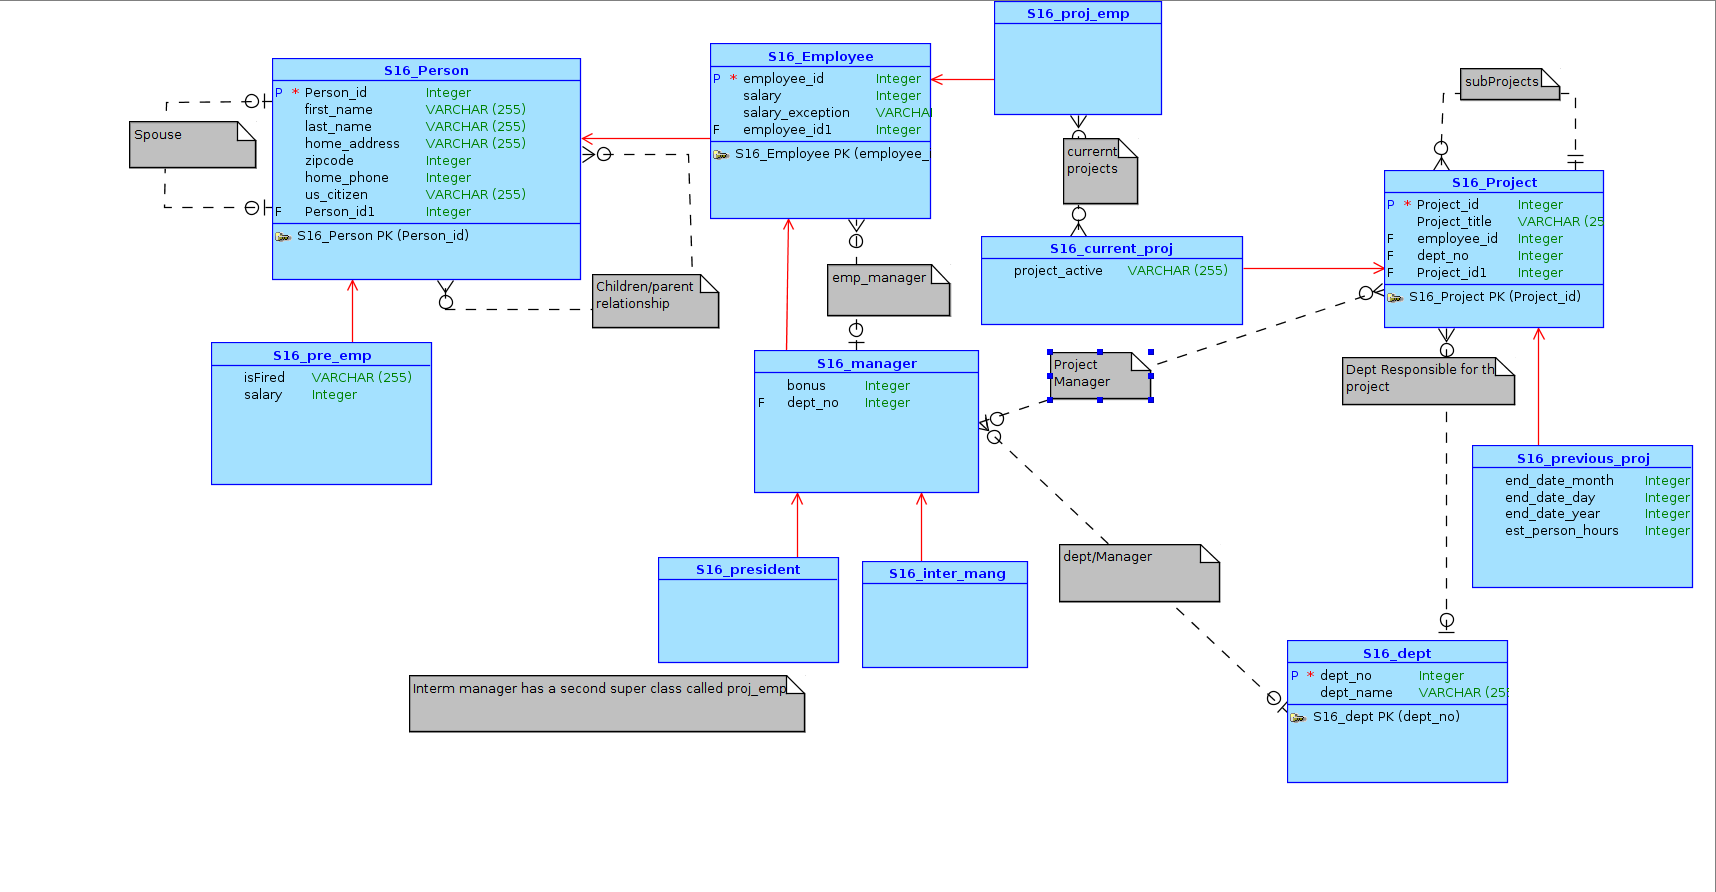 S16_proj_emp
S16_Employee
P * employee_id Integer
salary Integer
salary_exception VARCHA
F employee_id1 Integer
S16_Employee PK (employee_
S16_Person
P * Person_id Integer
first_name VARCHAR (255)
last_name VARCHAR (255)
home_address VARCHAR (255)
zipcode Integer
home_phone Integer
us_citizen VARCHAR (255)
F Person_id1 Integer
S16_Person PK (Person_id)
Spouse
subProjects
currernt
projects
S16_Project
P * Project_id Integer
Project_title VARCHAR (25
F employee_id Integer
F dept_no Integer
F Project_id1 Integer
S16_Project PK (Project_id)
S16_current_proj
project_active VARCHAR (255)
emp_manager
Children/parent
relationship
S16_pre_emp
isFired VARCHAR (255)
salary Integer
S16_manager
bonus Integer
F dept_no Integer
Project
Manager
Dept Responsible for th
project
S16_previous_proj
end_date_month Integer
end_date_day Integer
end_date_year Integer
est_person_hours Integer
dept/Manager
S16_president
S16_inter_mang
S16_dept
P * dept_no Integer
dept_name VARCHAR (25
S16_dept PK (dept_no)
Interm manager has a second super class called proj_emp